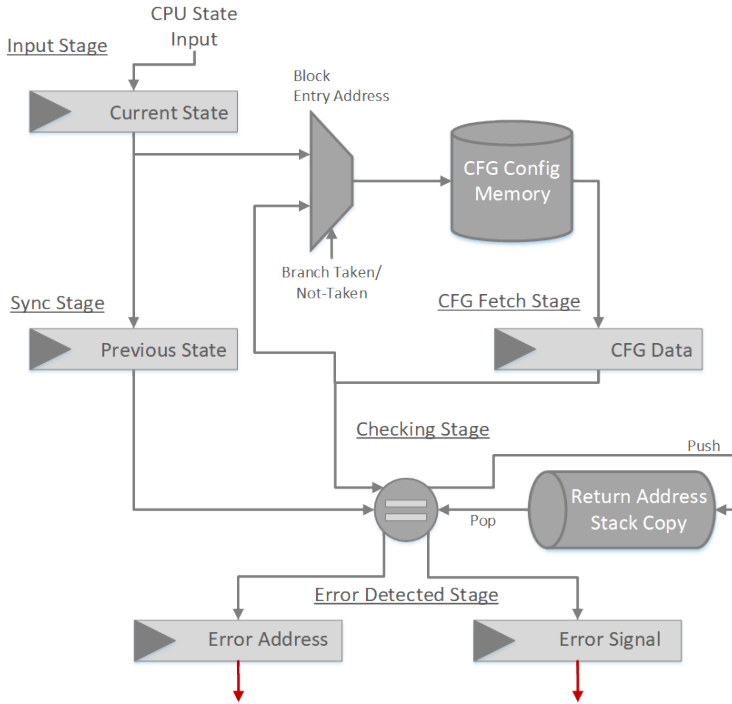 CPU State
Input
Input Stage
Current State
Block
Entry Address
CFG Config
Memory
Branch Taken/
Not-Taken
Sync Stage
CFG Fetch Stage
Previous State
CFG Data
Checking Stage
Push
Return Address
Stack Copy
Pop
Error Detected Stage
Error Address
Error Signal